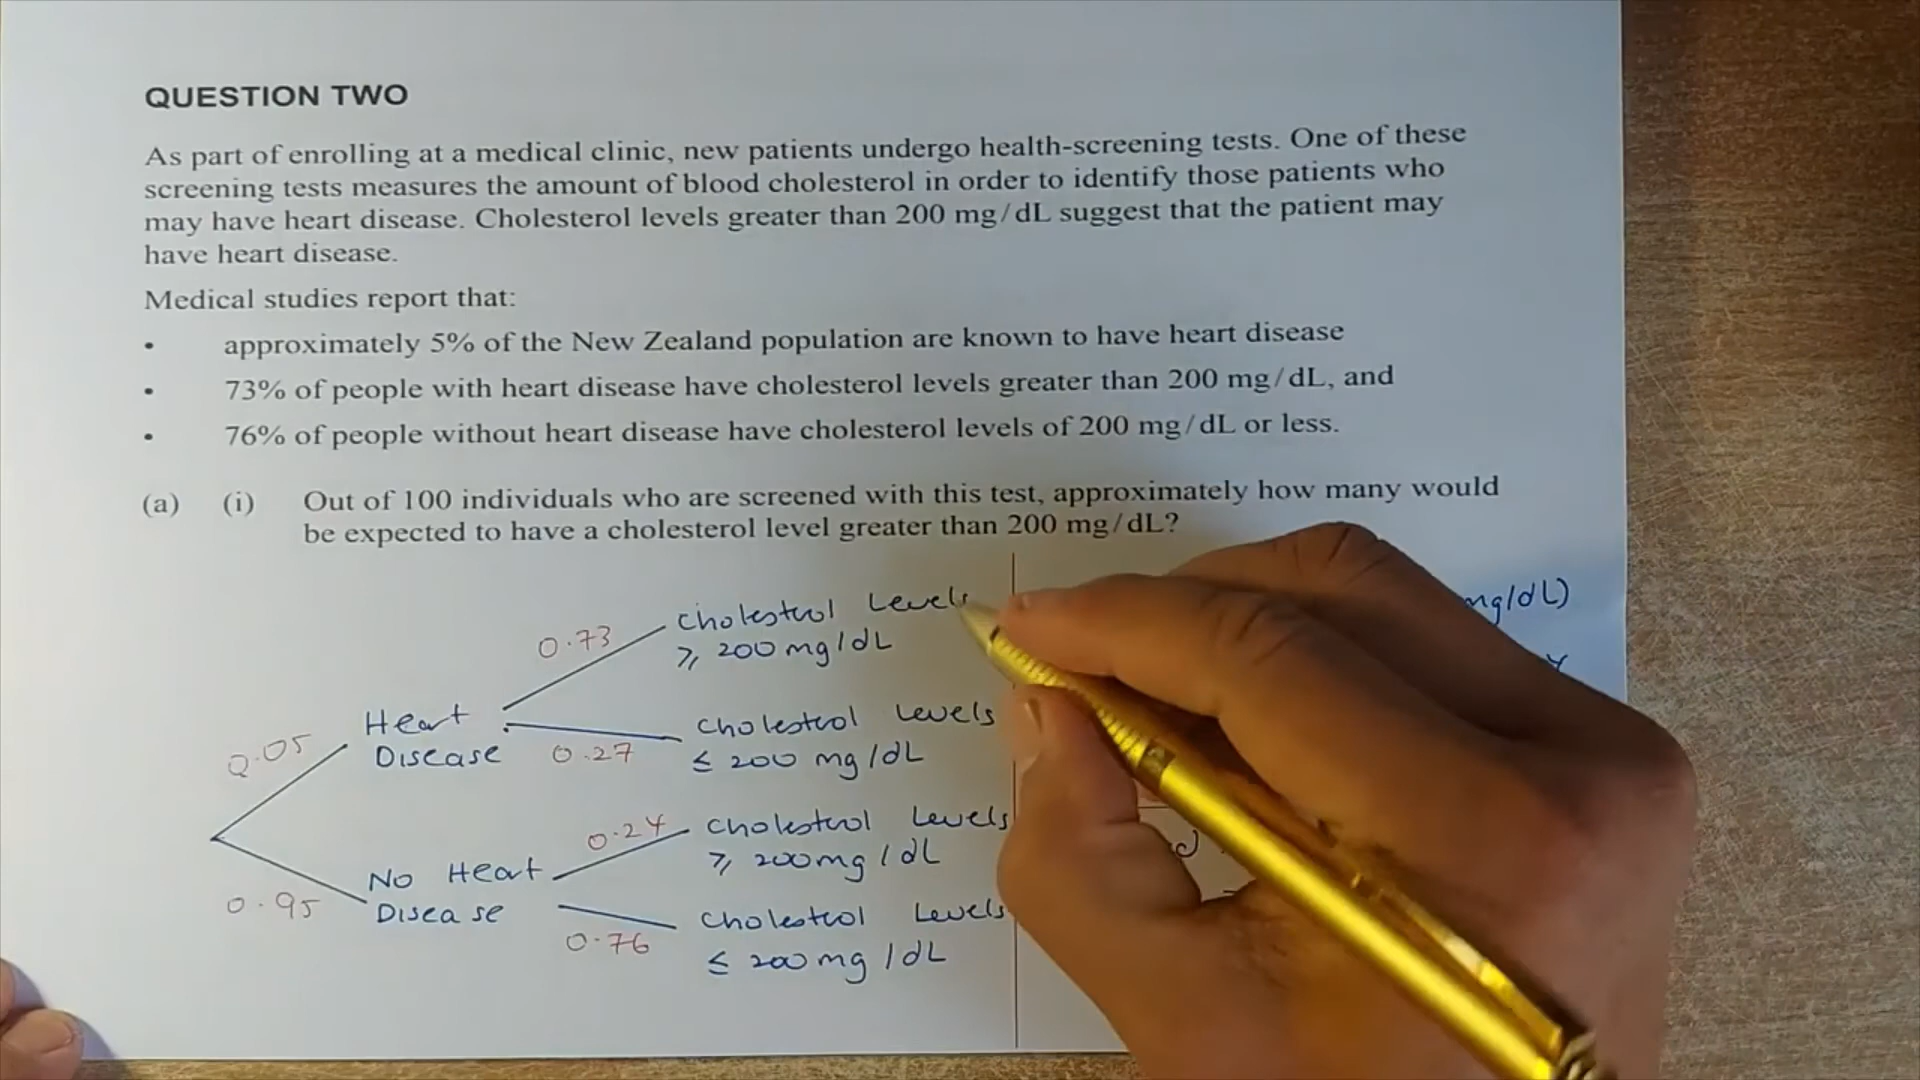 QUESTION TWO
As part of enrolling at a medical clinic, new patients undergo health-screening tests. One of these
screening tests measures the amount of blood cholesterol in order to identify those patients who
may have heart disease. Cholesterol levels greater than 200 mg/dL suggest that the patient may
have heart disease.
Medical studies report that:
• approximately 5% of the New Zealand population are known to have heart disease
• 73% of people with heart disease have cholesterol levels greater than 200 mg/dL, and
• 76% of people without heart disease have cholesterol levels of 200 mg/dL or less.
(a) (i) Out of 100 individuals who are screened with this test, approximately how many would
be expected to have a cholesterol level greater than 200 mg/dL?
0.73
Cholestrol Levels
⩾ 200 mg/dL
mg/dL)
0.05
Heart
Disease
0.27
Cholestrol Levels
≤ 200 mg/dL
0.24
Cholestrol Levels
⩾ 200mg/dL
0.95
No Heart
Disease
0.76
Cholestrol Levels
≤ 200 mg/dL